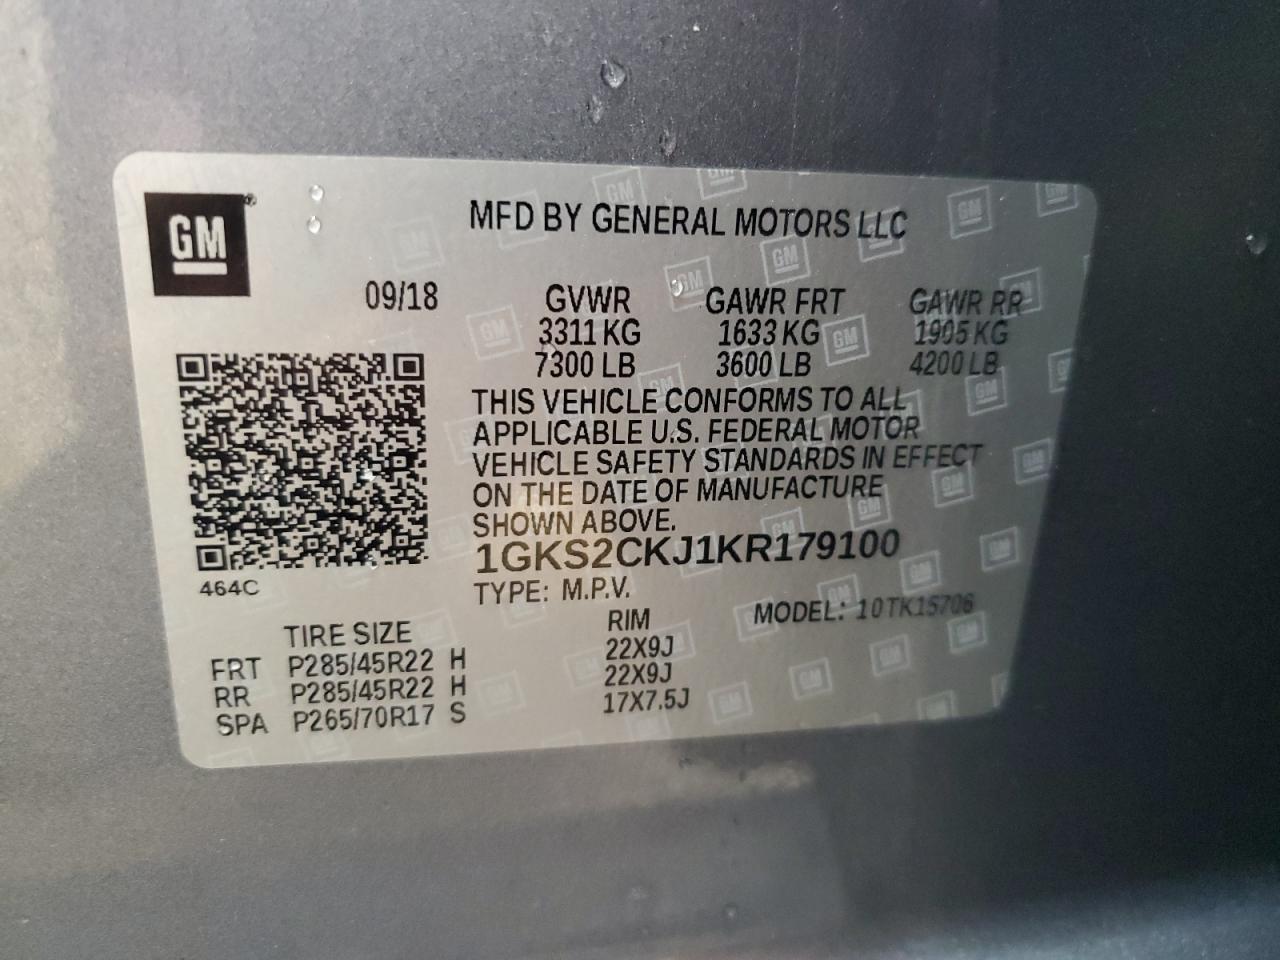 GM
MFD BY GENERAL MOTORS LLC
09/18 GVWR GAWR FRT GAWR RR
3311 KG 1633 KG 1905 KG
7300 LB 3600 LB 4200 LB
THIS VEHICLE CONFORMS TO ALL
APPLICABLE U.S. FEDERAL MOTOR
VEHICLE SAFETY STANDARDS IN EFFECT
ON THE DATE OF MANUFACTURE
SHOWN ABOVE.
1GKS2CKJ1KR179100
464C
TYPE: M.P.V. MODEL: 10TK15706
TIRE SIZE RIM
FRT P285/45R22 H 22X9J
RR P285/45R22 H 22X9J
SPA P265/70R17 S 17X7.5J